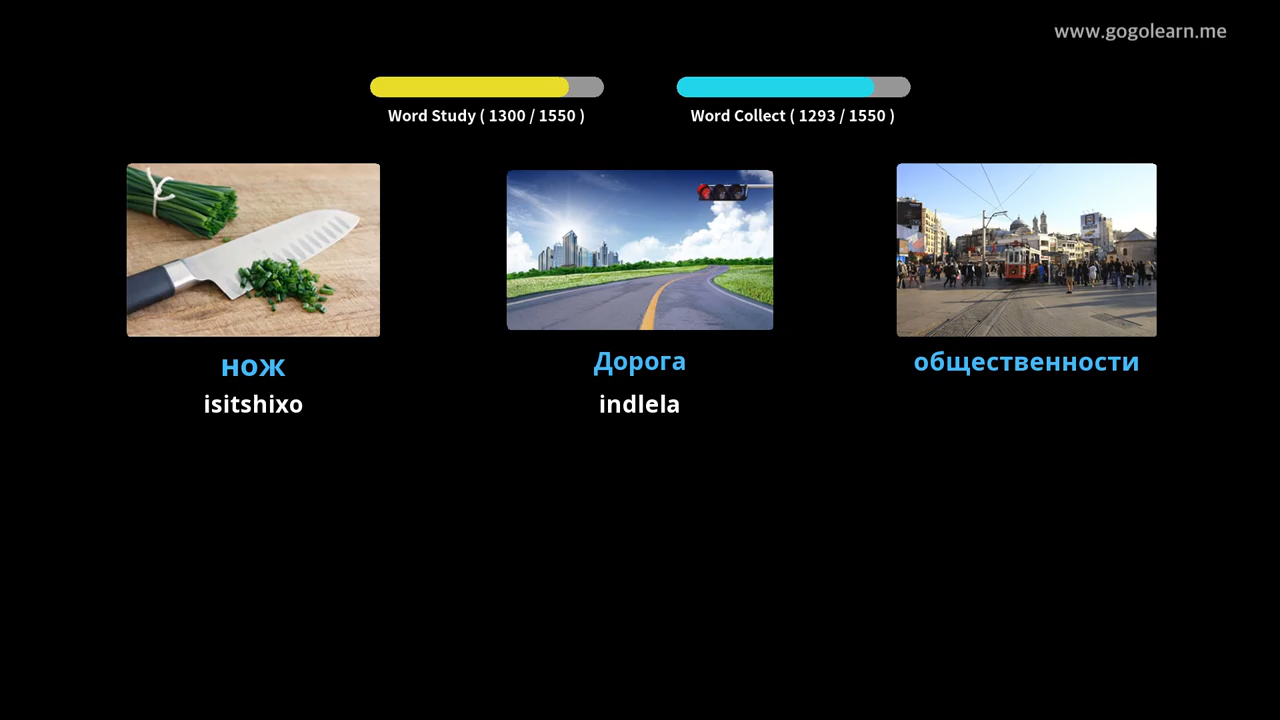 www.gogolearn.me
Word Study ( 1300 / 1550 )
Word Collect ( 1293 / 1550 )
нож
Дорога
общественности
isitshixo
indlela